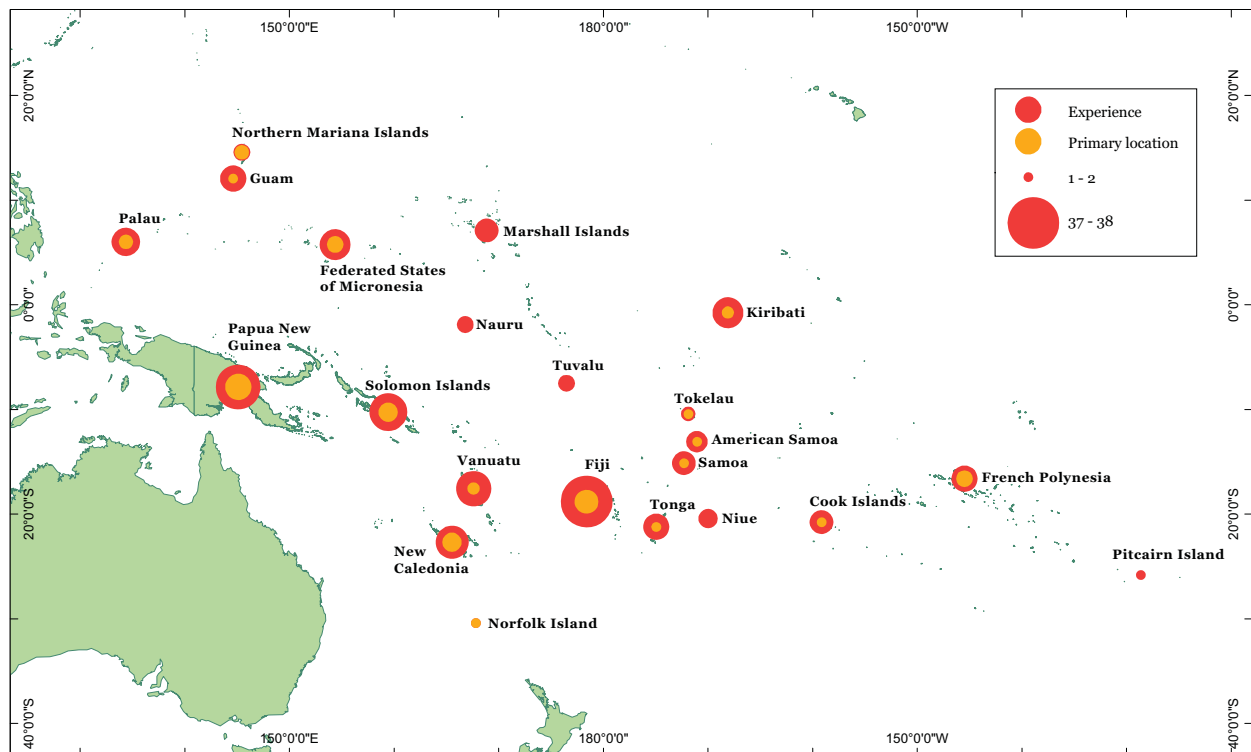 150°0'0"E
180°0'0"
150°0'0"W
20°0'0"N
20°0'0"N
Experience
Primary location
1 - 2
37 - 38
Northern Mariana Islands
Guam
Palau
Marshall Islands
Federated States
of Micronesia
0°0'0"
0°0'0"
Kiribati
Nauru
Papua New
Guinea
Tuvalu
Solomon Islands
Tokelau
American Samoa
Vanuatu
Fiji
Samoa
French Polynesia
Tonga
Cook Islands
Niue
20°0'0"S
20°0'0"S
New
Caledonia
Pitcairn Island
Norfolk Island
40°0'0"S
40°0'0"S
150°0'0"E
180°0'0"
150°0'0"W